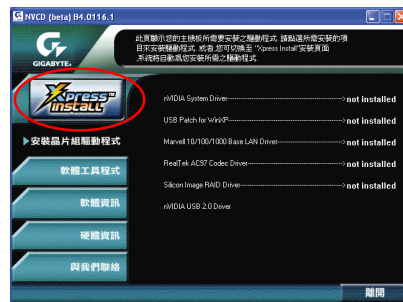 NVCD (beta) B4.0116.1
GIGABYTE
此頁顯示您的主機板所需要安裝之驅動程式. 請點選所需安裝的項
目來安裝驅動程式. 或者,您可切換至 "Xpress Install"安裝頁面
,系統將自動為您安裝所需之驅動程式.
Xpress™
install
安裝晶片組驅動程式
軟體工具程式
軟體資訊
硬體資訊
與我們聯絡
nVIDIA System Driver not installed
USB Patch for WinXP not installed
Marvell 10/100/1000 Base LAN Driver not installed
RealTek AC97 Codec Driver not installed
Silicon Image RAID Driver not installed
nVIDIA USB 2.0 Driver
離開